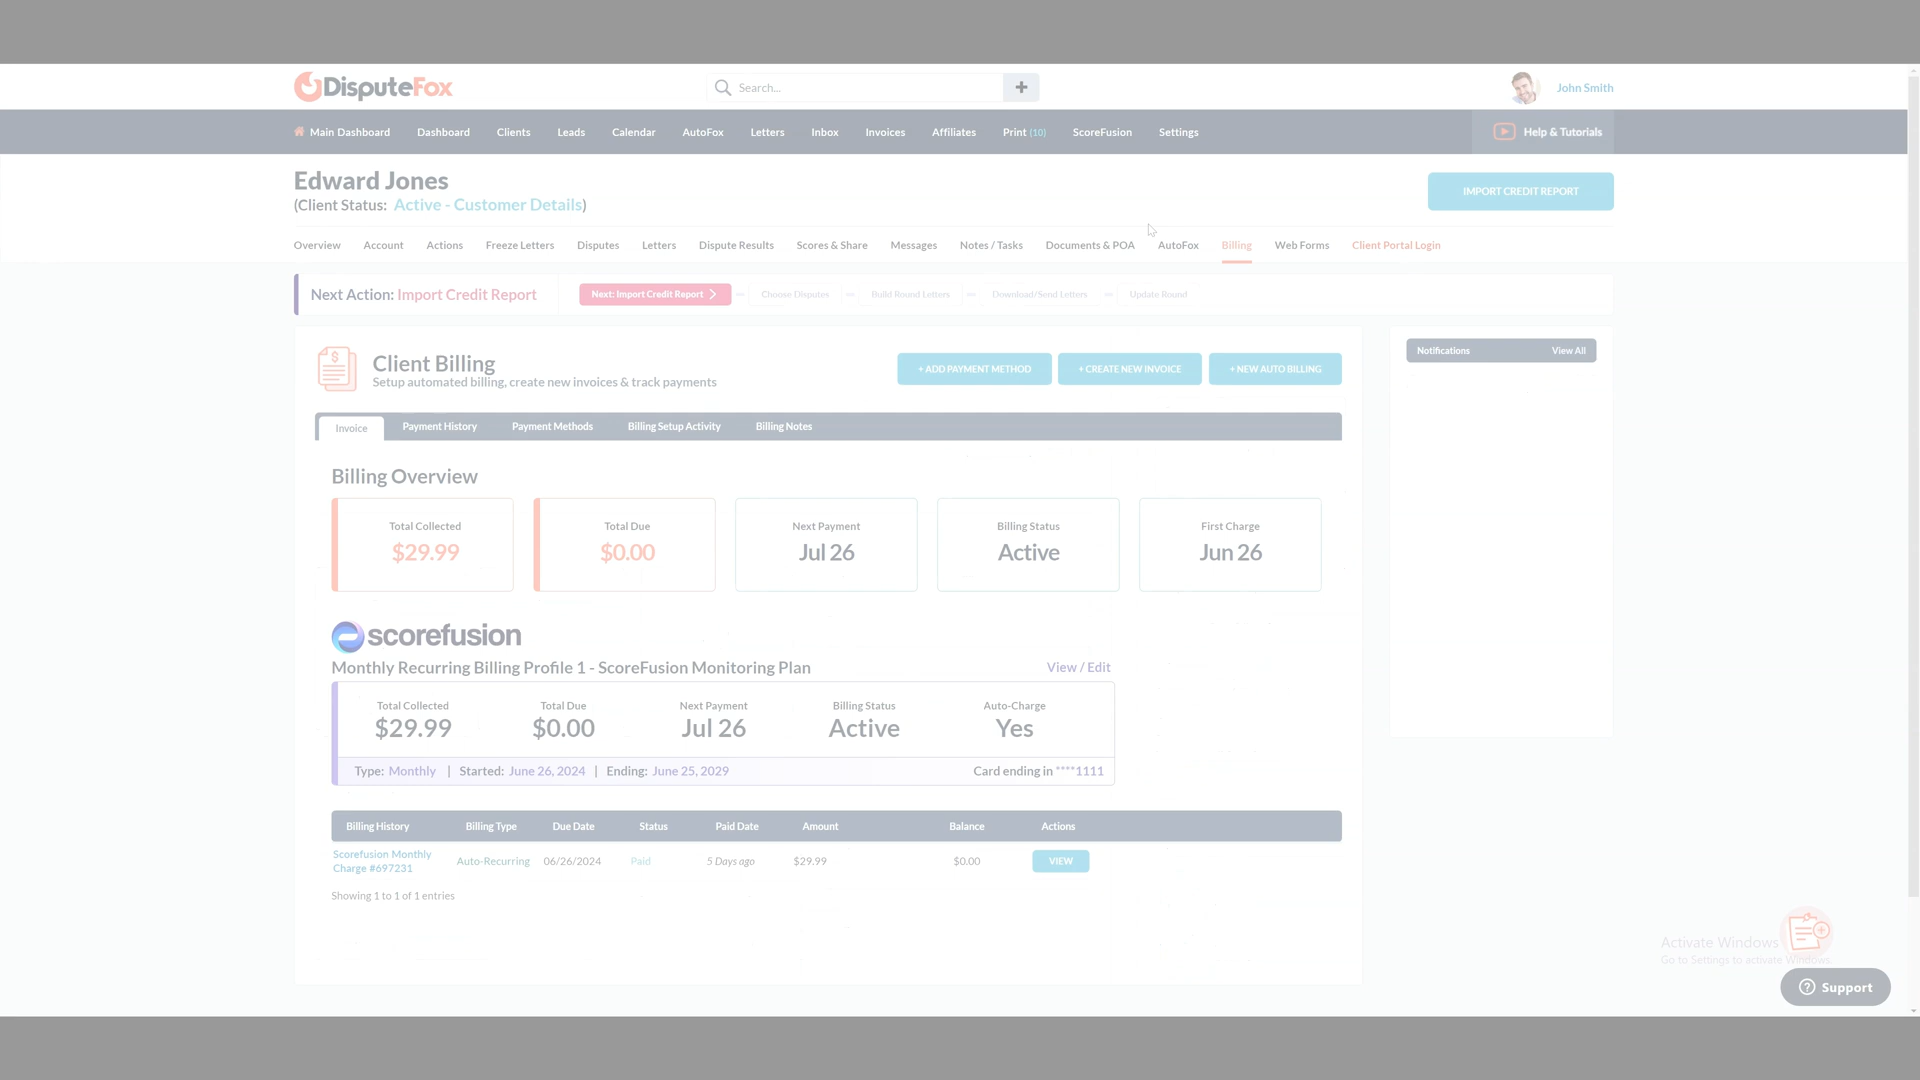 DisputeFox
Search...
John Smith
Main Dashboard Dashboard Clients Leads Calendar AutoFox Letters Inbox Invoices Affiliates Print (10) ScoreFusion Settings Help & Tutorials
Edward Jones
(Client Status: Active - Customer Details)
IMPORT CREDIT REPORT
Overview Account Actions Freeze Letters Disputes Letters Dispute Results Scores & Share Messages Notes / Tasks Documents & POA AutoFox Billing Web Forms Client Portal Login
Next Action: Import Credit Report
Next: Import Credit Report Choose Disputes Build Round Letters Download/Send Letters Update Round
Client Billing
Setup automated billing, create new invoices & track payments
+ ADD PAYMENT METHOD + CREATE NEW INVOICE + NEW AUTO BILLING
Notifications View All
Invoice Payment History Payment Methods Billing Setup Activity Billing Notes
Billing Overview
Total Collected Total Due Next Payment Billing Status First Charge
$29.99 $0.00 Jul 26 Active Jun 26
scorefusion
Monthly Recurring Billing Profile 1 - ScoreFusion Monitoring Plan View / Edit
Total Collected Total Due Next Payment Billing Status Auto-Charge
$29.99 $0.00 Jul 26 Active Yes
Type: Monthly | Started: June 26, 2024 | Ending: June 25, 2029 Card ending in ****1111
Billing History Billing Type Due Date Status Paid Date Amount Balance Actions
Scorefusion Monthly
Charge #697231 Auto-Recurring 06/26/2024 Paid 5 Days ago $29.99 $0.00 VIEW
Showing 1 to 1 of 1 entries
Activate Windows
Go to Settings to activate Windows.
Support